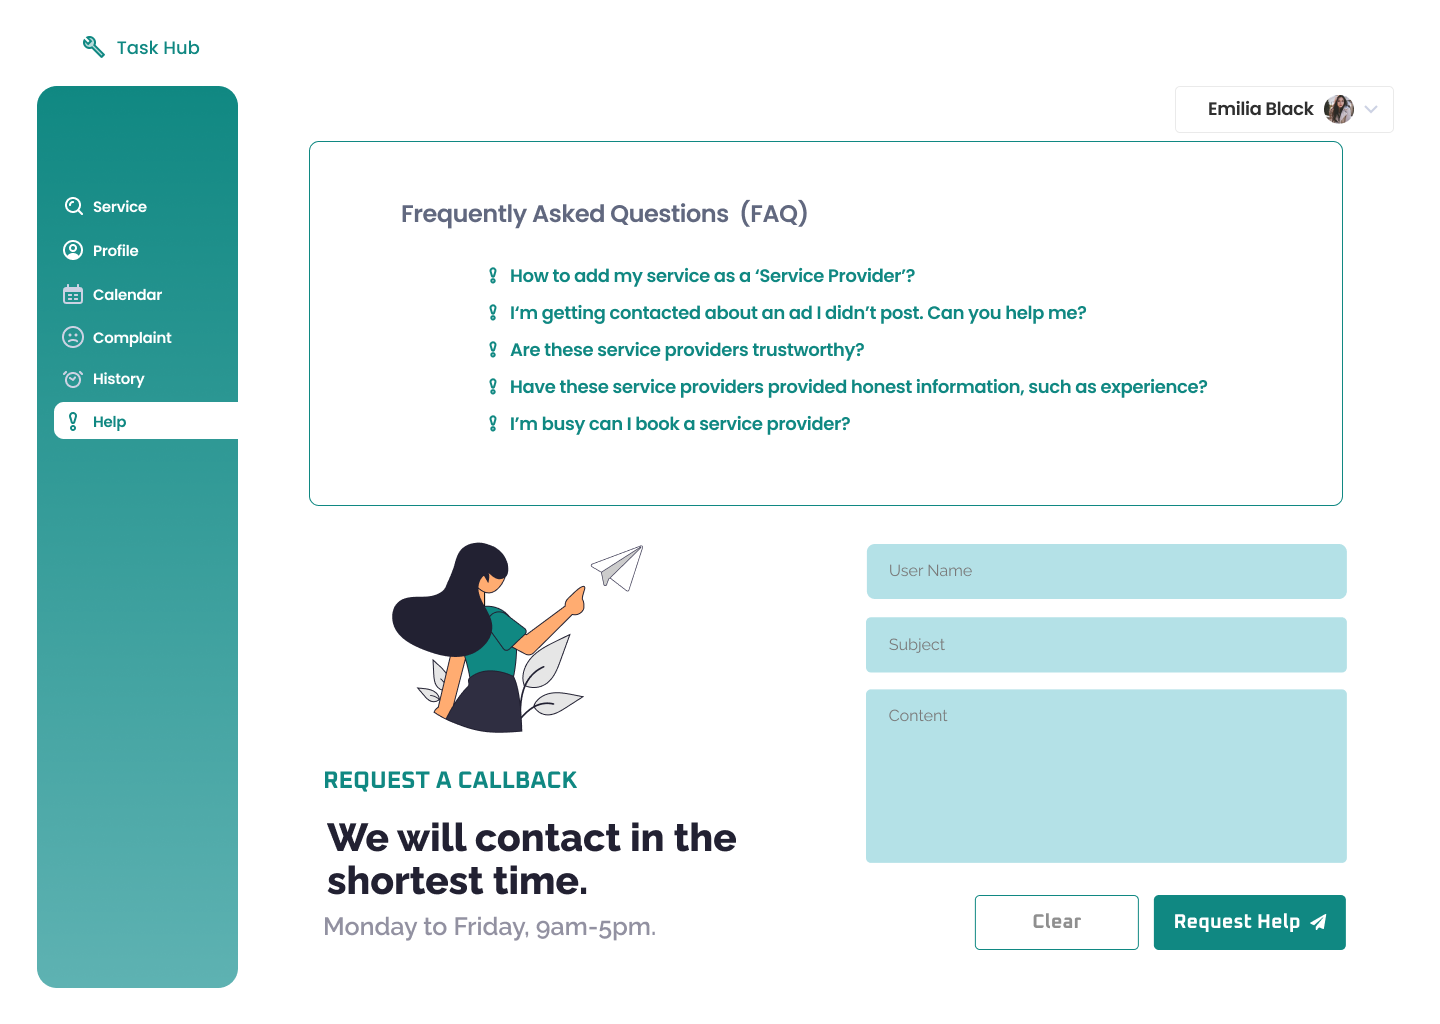 Task Hub
Emilia Black
Service
Profile
Calendar
Complaint
History
Help
Frequently Asked Questions (FAQ)
How to add my service as a ‘Service Provider’?
I‘m getting contacted about an ad I didn’t post. Can you help me?
Are these service providers trustworthy?
Have these service providers provided honest information, such as experience?
I’m busy can I book a service provider?
REQUEST A CALLBACK
We will contact in the
shortest time.
Monday to Friday, 9am-5pm.
User Name
Subject
Content
Clear
Request Help